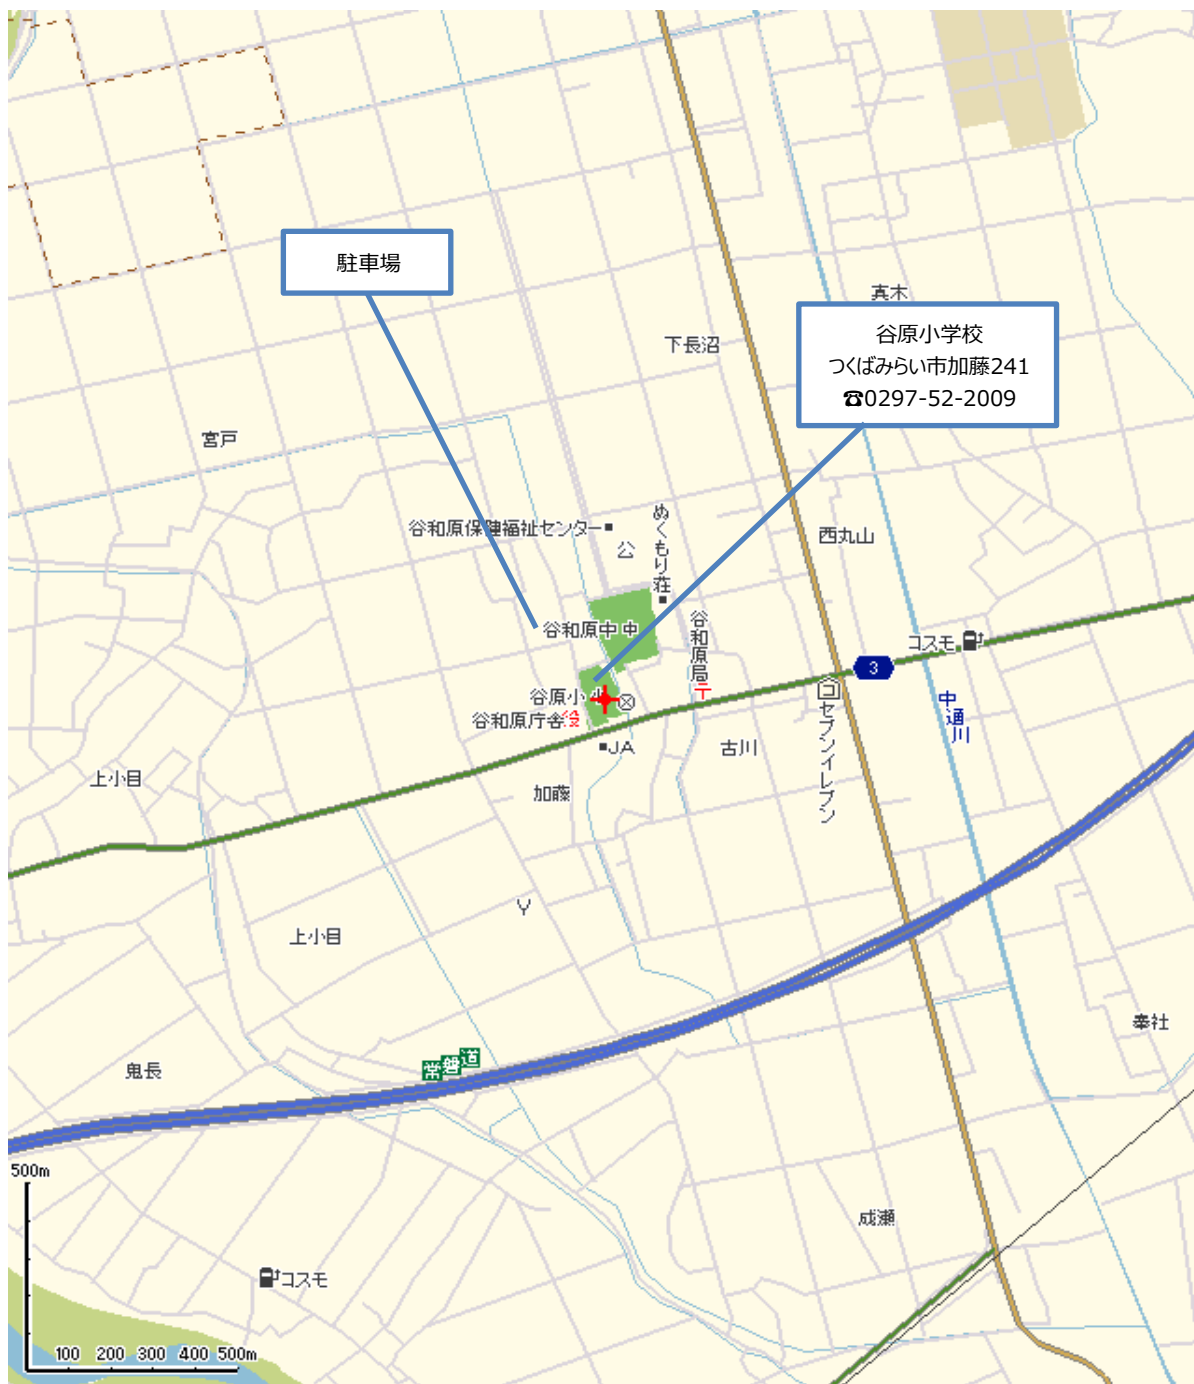 駐車場
真木
谷原小学校
つくばみらい市加藤241
☎0297-52-2009
下長沼
宮戸
谷和原保健福祉センター
公
ぬくもり荘
西丸山
谷和原中 中
谷和原局
〒
コスモ
3
谷原小
谷和原庁舎
役
JA
古川
セブンイレブン
中通川
上小目
加藤
上小目
奉社
常磐道
鬼長
500m
成瀬
コスモ
100 200 300 400 500m